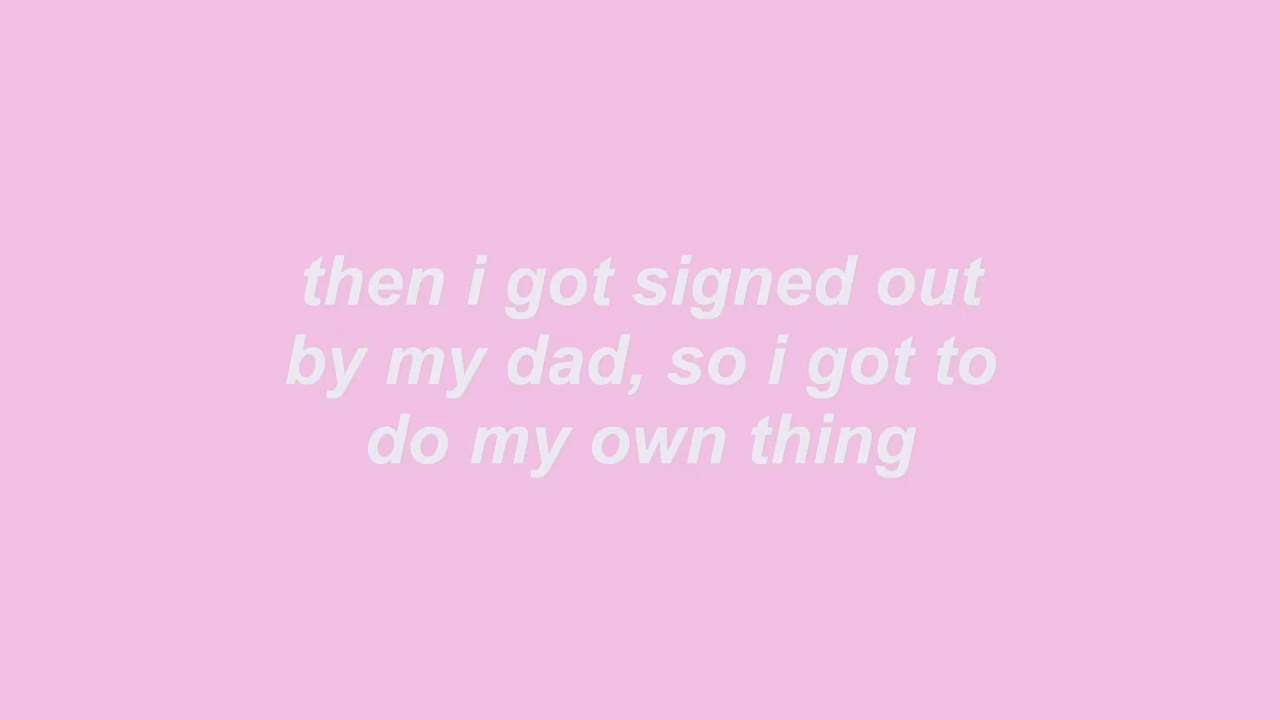 then i got signed out
by my dad, so i got to
do my own thing